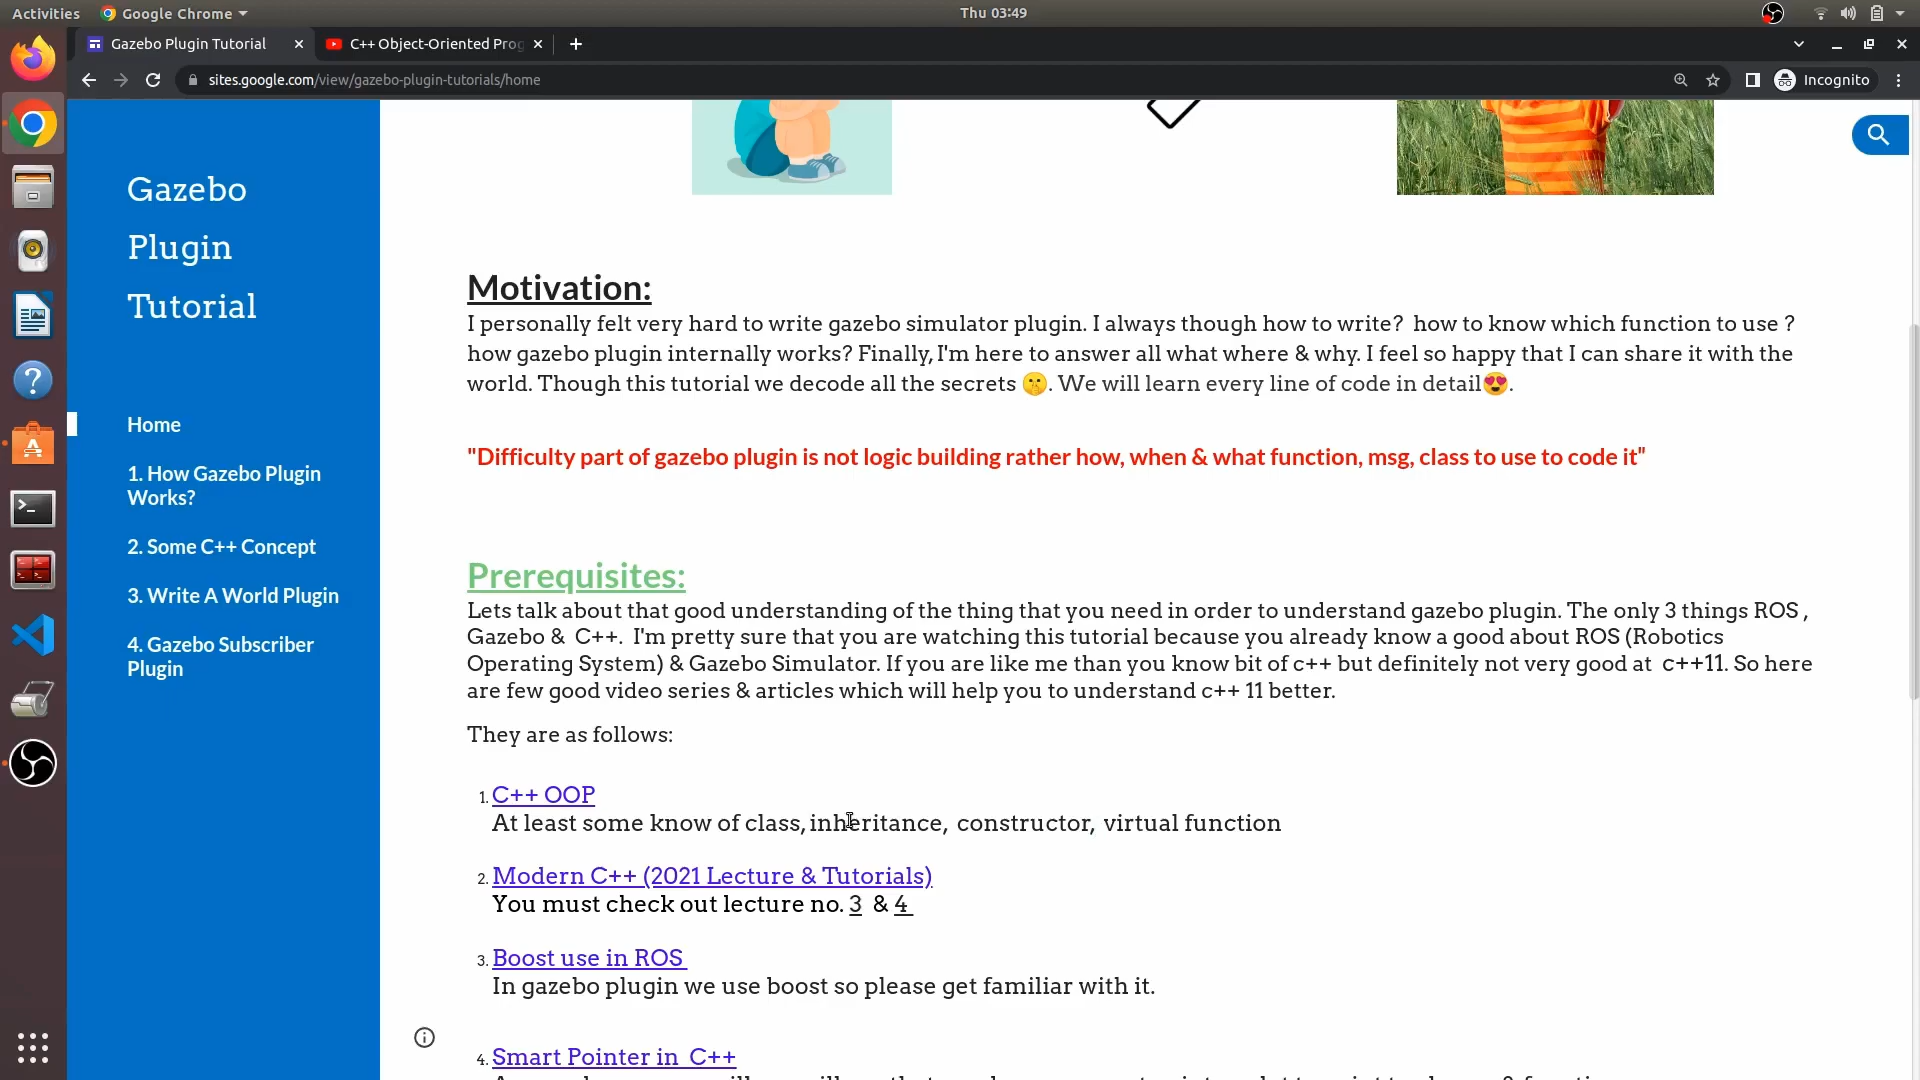 Activities
Google Chrome
Thu 03:49
Gazebo Plugin Tutorial
C++ Object-Oriented Prog
sites.google.com/view/gazebo-plugin-tutorials/home
Incognito
Gazebo
Plugin
Tutorial
Home
1. How Gazebo Plugin
Works?
2. Some C++ Concept
3. Write A World Plugin
4. Gazebo Subscriber
Plugin
Motivation:
I personally felt very hard to write gazebo simulator plugin. I always though how to write?  how to know which function to use ?
how gazebo plugin internally works? Finally, I'm here to answer all what where & why. I feel so happy that I can share it with the
world. Though this tutorial we decode all the secrets 🤫. We will learn every line of code in detail😍.
"Difficulty part of gazebo plugin is not logic building rather how, when & what function, msg, class to use to code it"
Prerequisites:
Lets talk about that good understanding of the thing that you need in order to understand gazebo plugin. The only 3 things ROS ,
Gazebo &  C++.  I'm pretty sure that you are watching this tutorial because you already know a good about ROS (Robotics
Operating System) & Gazebo Simulator. If you are like me than you know bit of c++ but definitely not very good at  c++11. So here
are few good video series & articles which will help you to understand c++ 11 better.
They are as follows:
1. C++ OOP
At least some know of class, inheritance,  constructor,  virtual function
2. Modern C++ (2021 Lecture & Tutorials)
You must check out lecture no. 3  & 4
3. Boost use in ROS
In gazebo plugin we use boost so please get familiar with it.
4. Smart Pointer in  C++